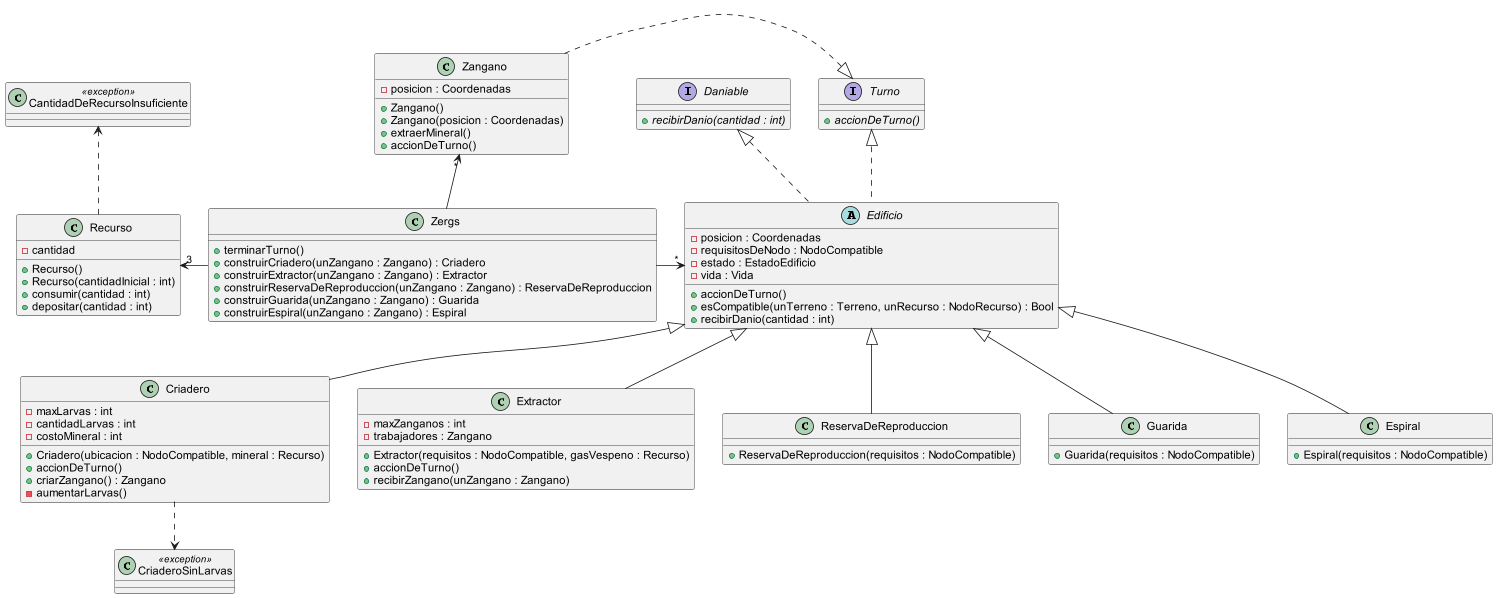 C Zangano
posicion : Coordenadas
Zangano()
Zangano(posicion : Coordenadas)
extraerMineral()
accionDeTurno()
I Daniable
recibirDanio(cantidad : int)
I Turno
accionDeTurno()
C «exception»
CantidadDeRecursoInsuficiente
C Recurso
cantidad
Recurso()
Recurso(cantidadInicial : int)
consumir(cantidad : int)
depositar(cantidad : int)
3
*
C Zergs
terminarTurno()
construirCriadero(unZangano : Zangano) : Criadero
construirExtractor(unZangano : Zangano) : Extractor
construirReservaDeReproduccion(unZangano : Zangano) : ReservaDeReproduccion
construirGuarida(unZangano : Zangano) : Guarida
construirEspiral(unZangano : Zangano) : Espiral
*
A Edificio
posicion : Coordenadas
requisitosDeNodo : NodoCompatible
estado : EstadoEdificio
vida : Vida
accionDeTurno()
esCompatible(unTerreno : Terreno, unRecurso : NodoRecurso) : Bool
recibirDanio(cantidad : int)
C Criadero
maxLarvas : int
cantidadLarvas : int
costoMineral : int
Criadero(ubicacion : NodoCompatible, mineral : Recurso)
accionDeTurno()
criarZangano() : Zangano
aumentarLarvas()
C Extractor
maxZanganos : int
trabajadores : Zangano
Extractor(requisitos : NodoCompatible, gasVespeno : Recurso)
accionDeTurno()
recibirZangano(unZangano : Zangano)
C ReservaDeReproduccion
ReservaDeReproduccion(requisitos : NodoCompatible)
C Guarida
Guarida(requisitos : NodoCompatible)
C Espiral
Espiral(requisitos : NodoCompatible)
C «exception»
CriaderoSinLarvas